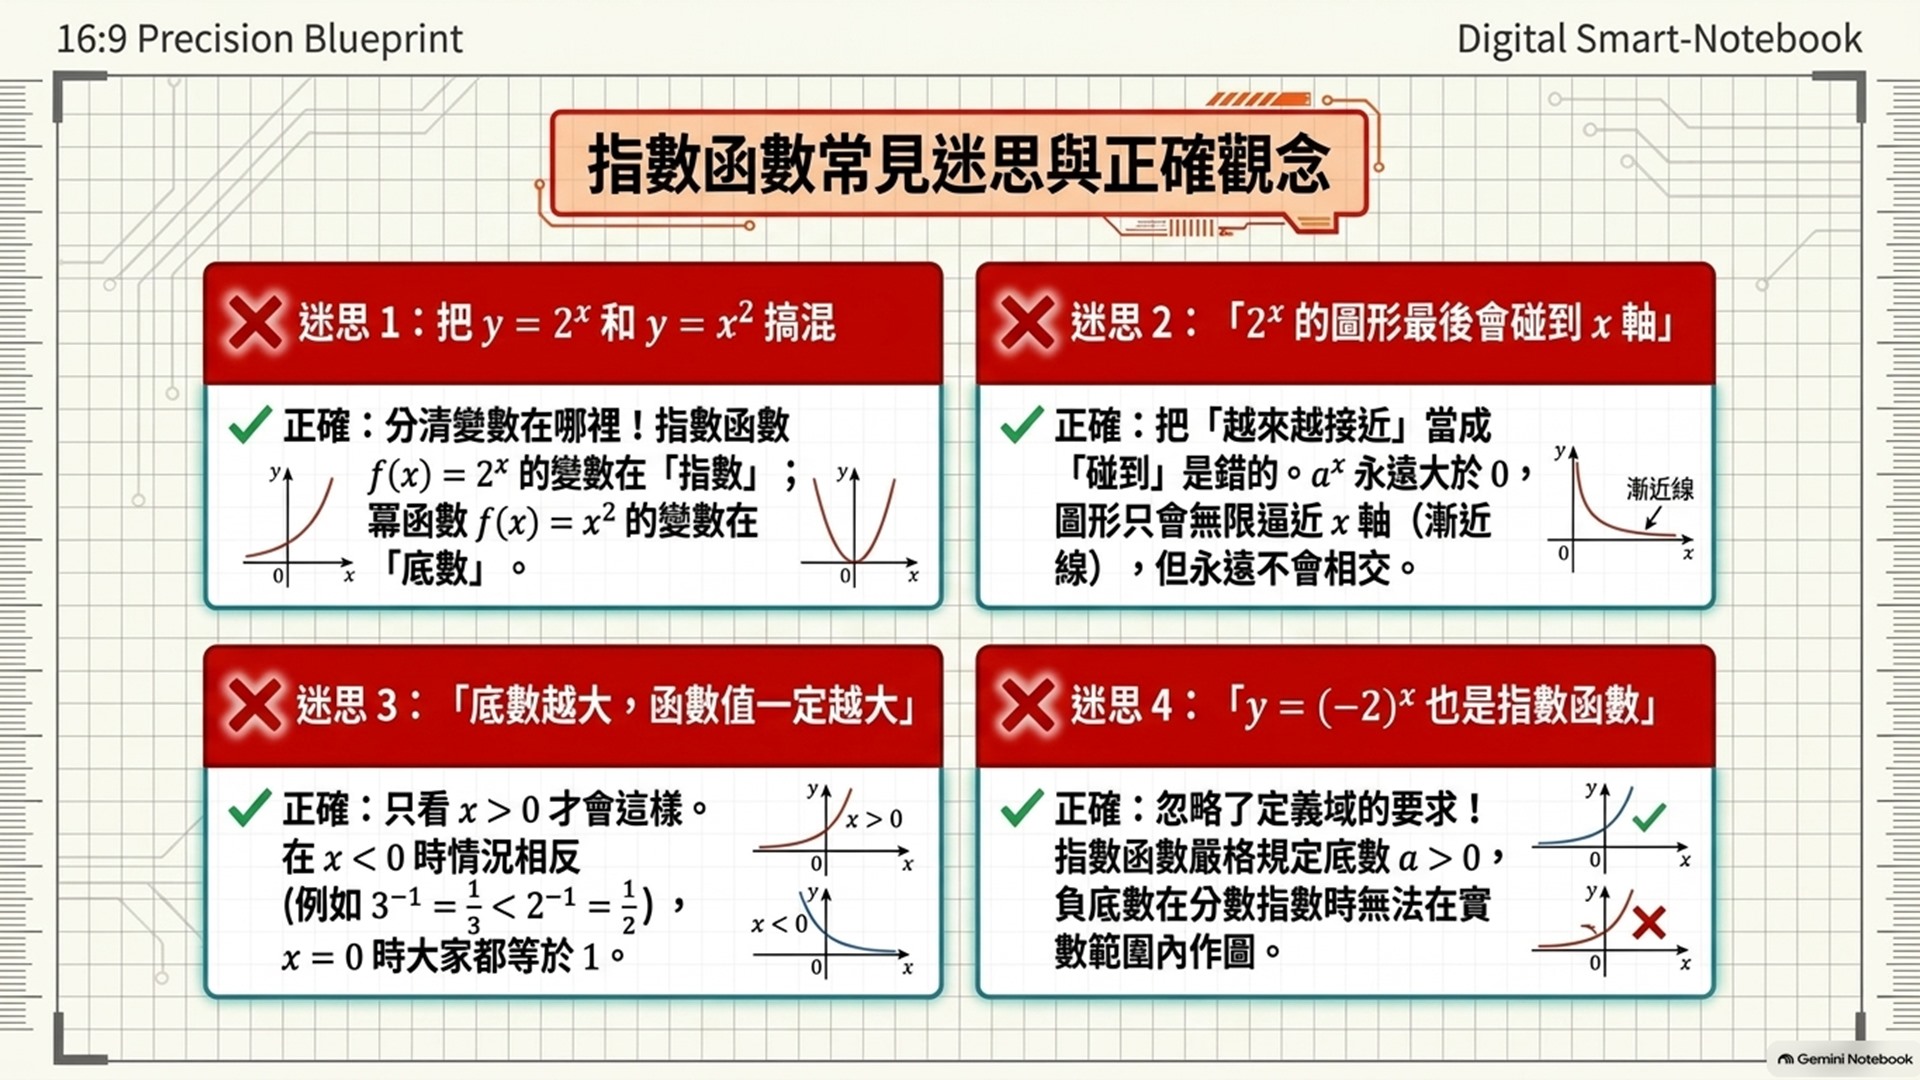 16:9 Precision Blueprint
Digital Smart-Notebook
指數函數常見迷思與正確觀念
迷思 1：把 y = 2^x 和 y = x^2 搞混
正確：分清變數在哪裡！指數函數
f(x) = 2^x 的變數在「指數」；
冪函數 f(x) = x^2 的變數在
「底數」。
y
0
x
y
0
x
迷思 2：「2^x 的圖形最後會碰到 x 軸」
正確：把「越來越接近」當成
「碰到」是錯的。a^x 永遠大於 0，
圖形只會無限逼近 x 軸（漸近
線），但永遠不會相交。
y
漸近線
0
x
迷思 3：「底數越大，函數值一定越大」
正確：只看 x > 0 才會這樣。
在 x < 0 時情況相反
(例如 3^{-1} = 1/3 < 2^{-1} = 1/2)，
x = 0 時大家都等於 1。
y
x > 0
0
x
y
x < 0
0
x
迷思 4：「y = (−2)^x 也是指數函數」
正確：忽略了定義域的要求！
指數函數嚴格規定底數 a > 0，
負底數在分數指數時無法在實
數範圍內作圖。
y
0
x
y
0
x
Gemini Notebook